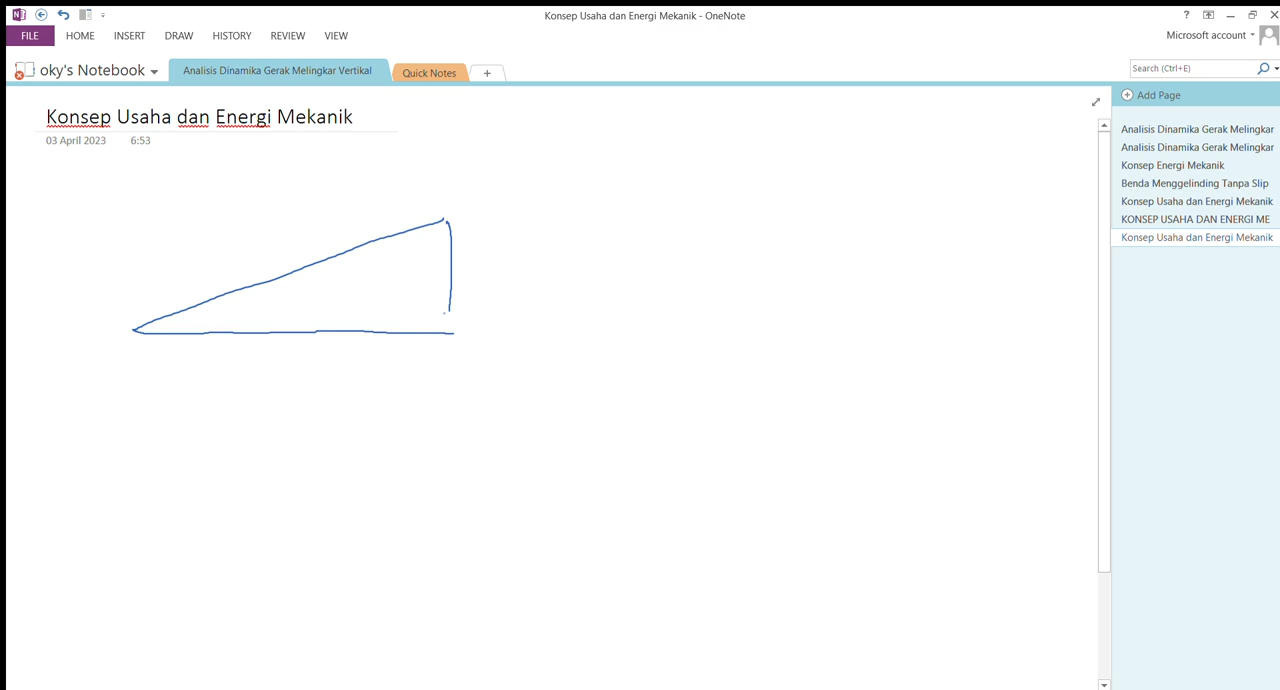 Konsep Usaha dan Energi Mekanik - OneNote
?
FILE HOME INSERT DRAW HISTORY REVIEW VIEW
Microsoft account
oky's Notebook
Analisis Dinamika Gerak Melingkar Vertikal
Quick Notes
+
Search (Ctrl+E)
Konsep Usaha dan Energi Mekanik
03 April 2023 6:53
Add Page
Analisis Dinamika Gerak Melingkar
Analisis Dinamika Gerak Melingkar
Konsep Energi Mekanik
Benda Menggelinding Tanpa Slip
Konsep Usaha dan Energi Mekanik
KONSEP USAHA DAN ENERGI ME
Konsep Usaha dan Energi Mekanik